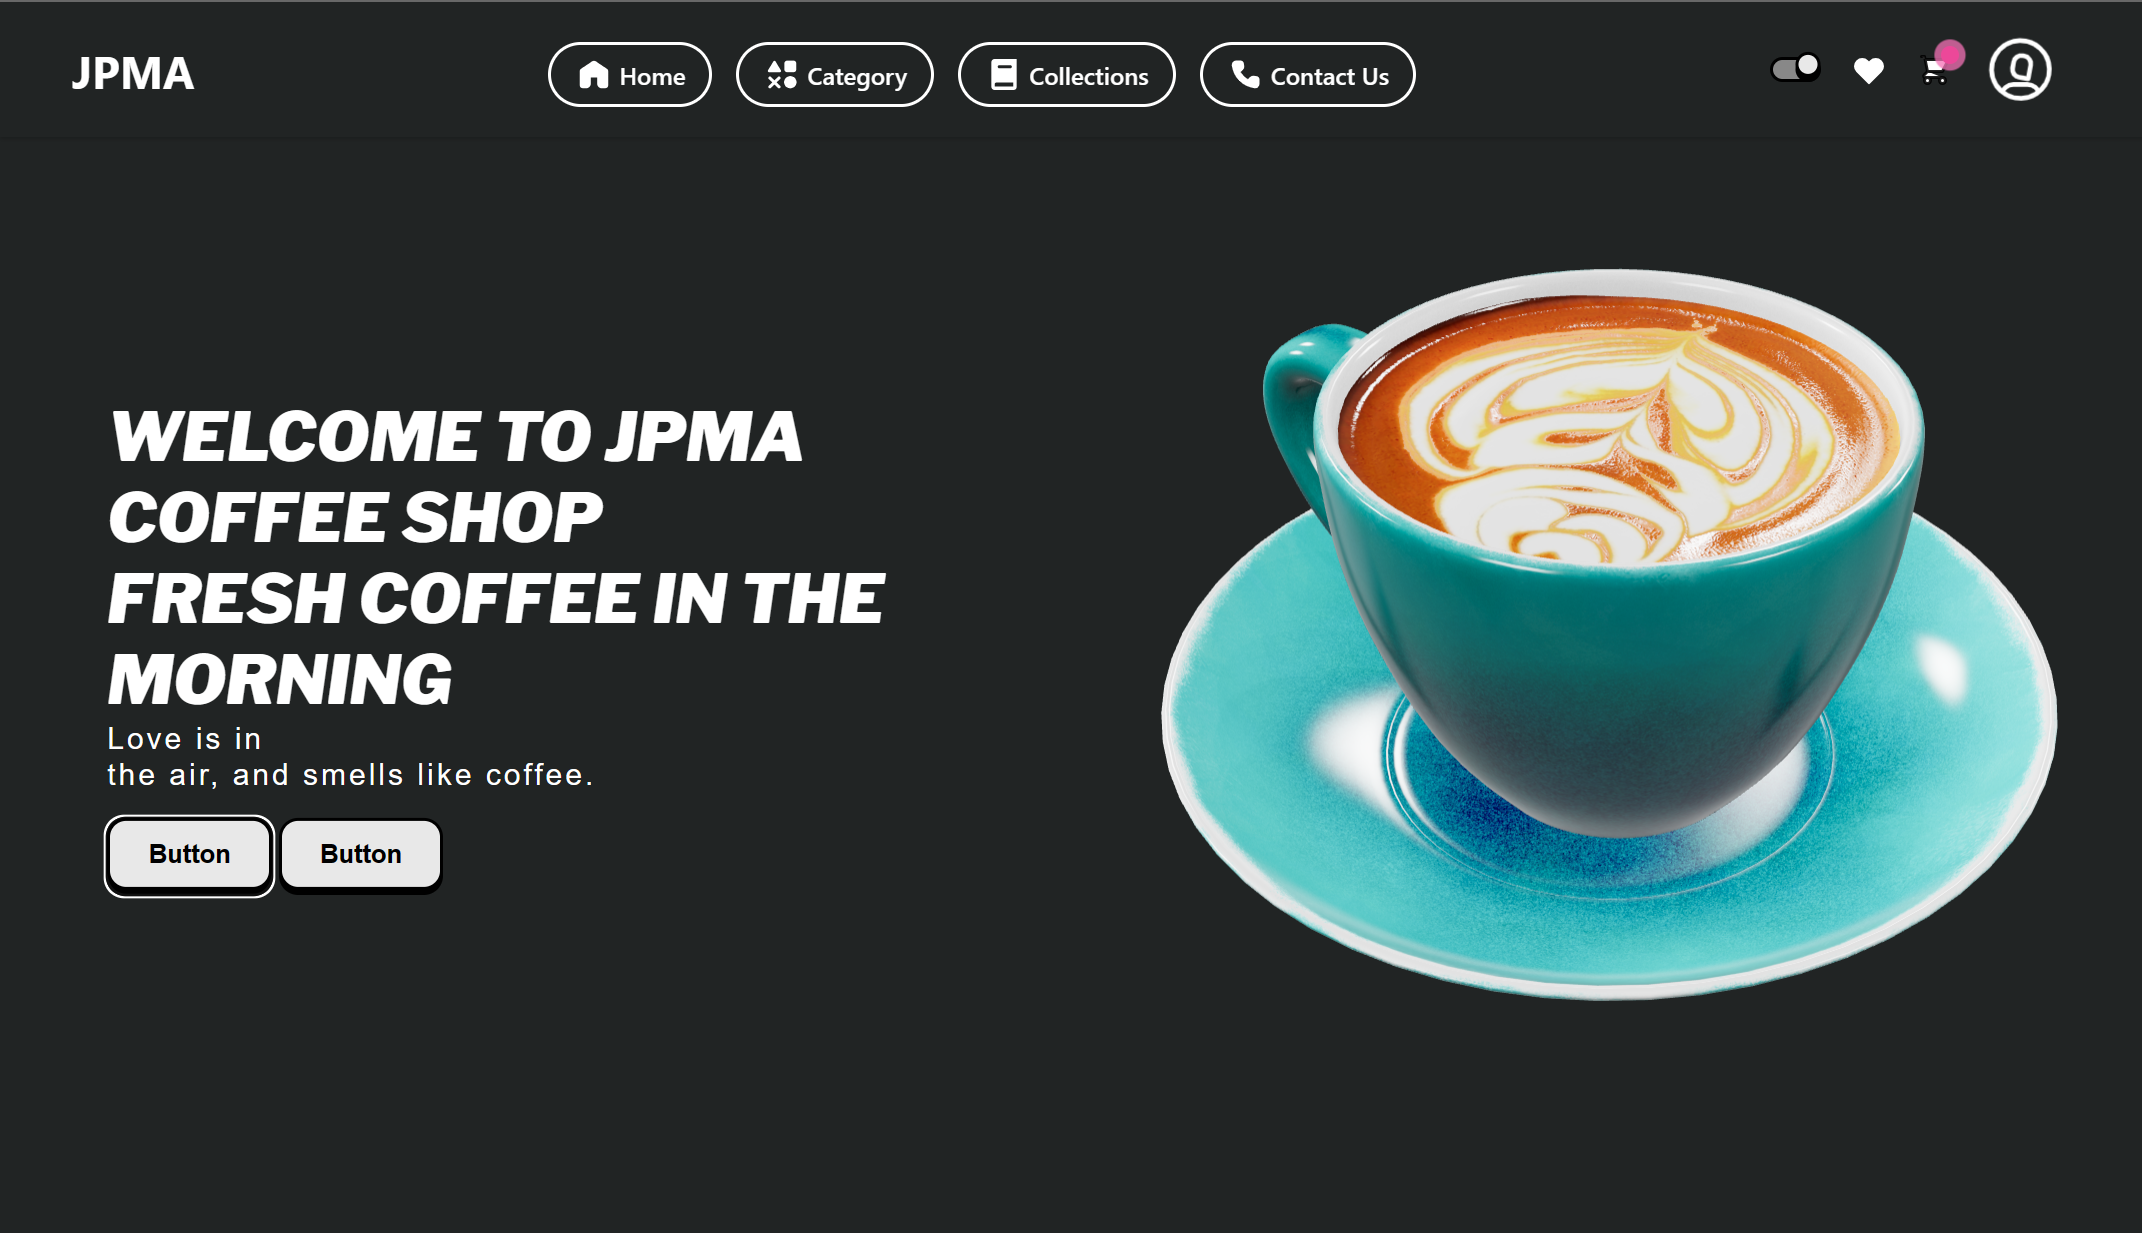 JPMA
Home
Category
Collections
Contact Us
WELCOME TO JPMA
COFFEE SHOP
FRESH COFFEE IN THE
MORNING
Love is in
the air, and smells like coffee.
Button
Button